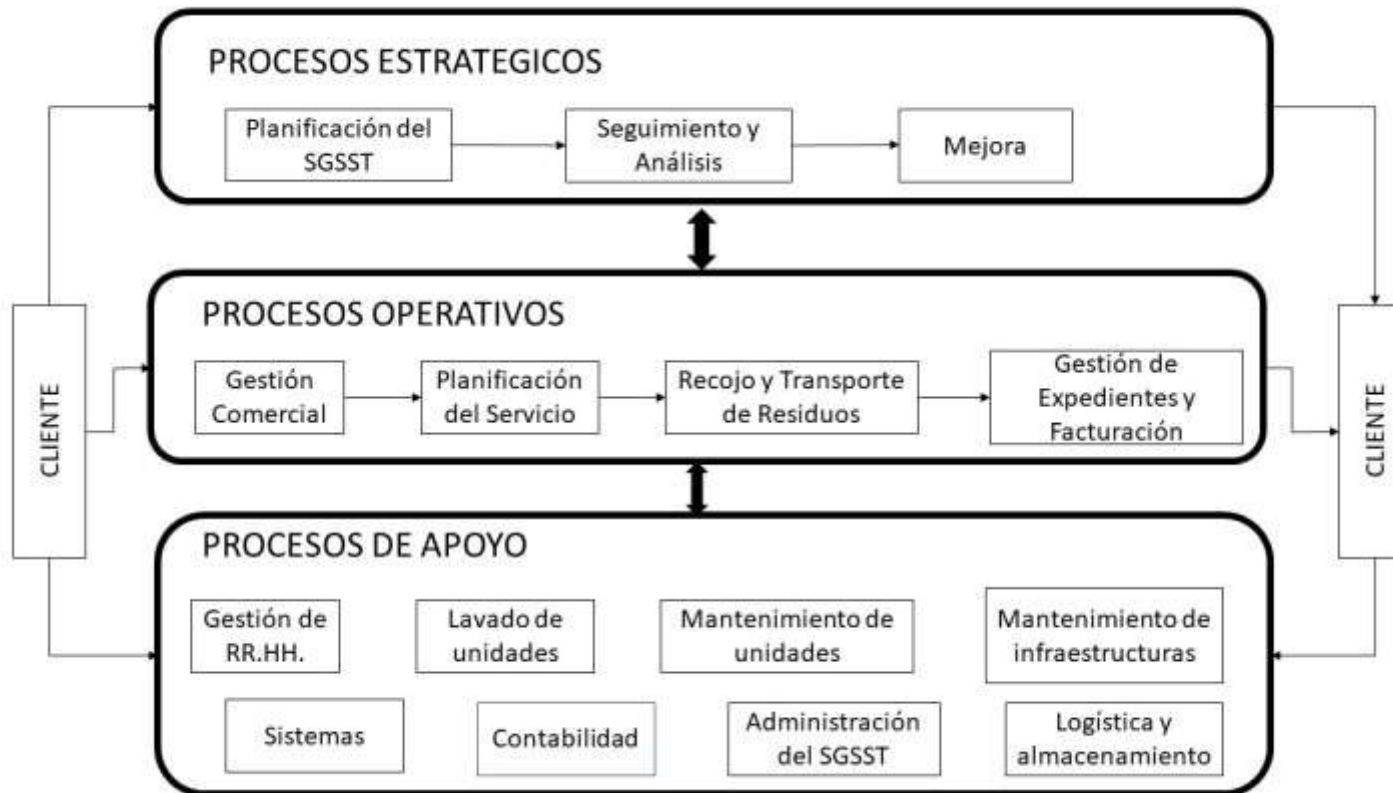 PROCESOS ESTRATEGICOS
Planificación del
SGSST
Seguimiento y
Análisis
Mejora
CLIENTE
PROCESOS OPERATIVOS
Gestión
Comercial
Planificación
del Servicio
Recojo y Transporte
de Residuos
Gestión de
Expedientes y
Facturación
CLIENTE
PROCESOS DE APOYO
Gestión de
RR.HH.
Lavado de
unidades
Mantenimiento de
unidades
Mantenimiento de
infraestructuras
Sistemas
Contabilidad
Administración
del SGSST
Logística y
almacenamiento